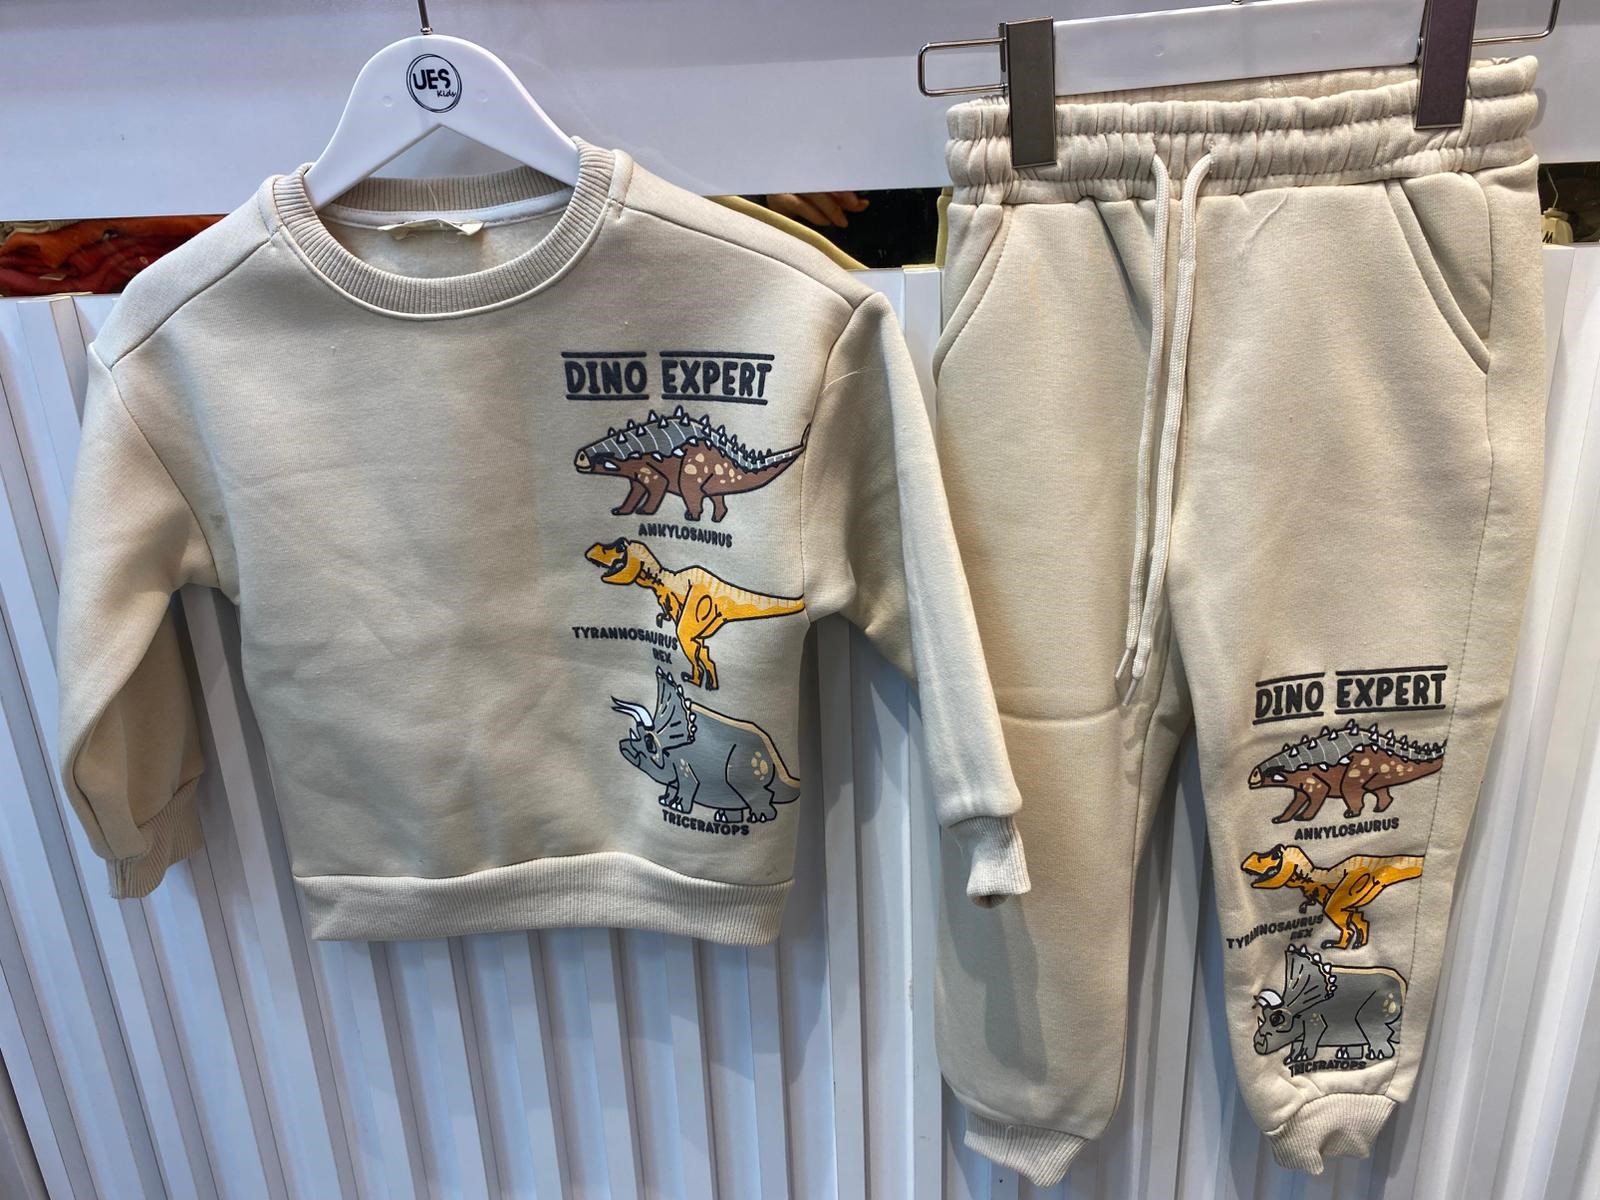 UES
Kids
DINO EXPERT
ANKYLOSAURUS
TYRANNOSAURUS
REX
TRICERATOPS
DINO EXPERT
ANKYLOSAURUS
TYRANNOSAURUS
REX
TRICERATOPS